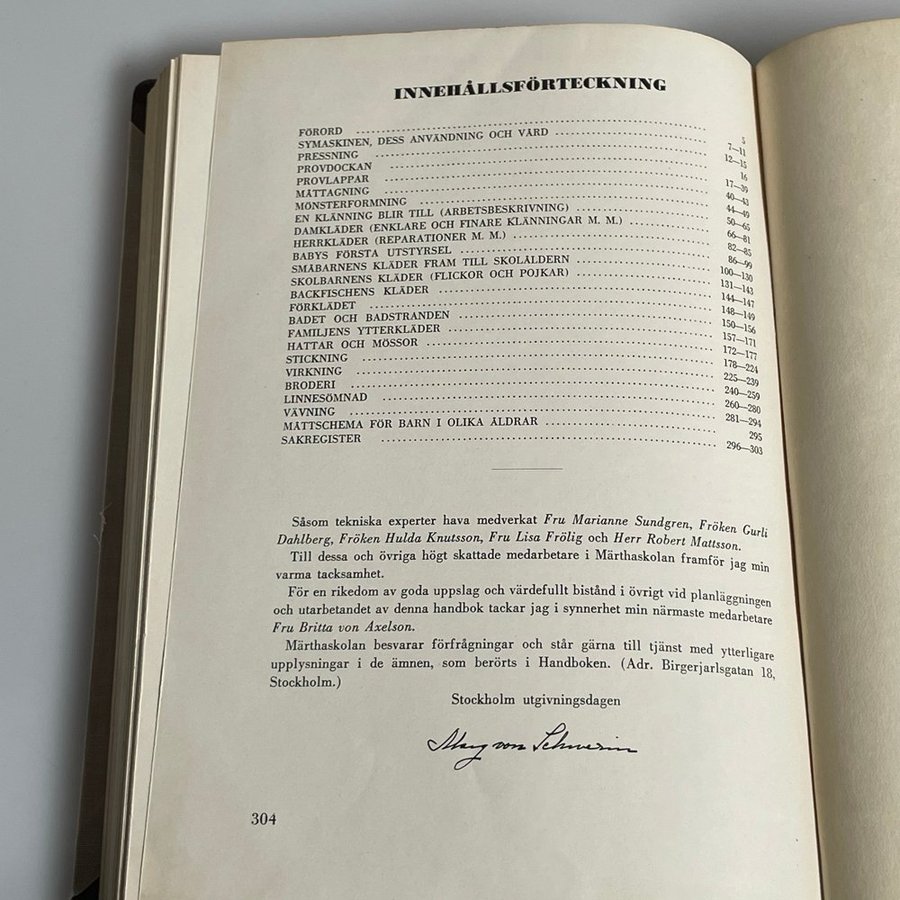 INNEHÅLLSFÖRTECKNING
FÖRORD ........ 5
SYMASKINEN, DESS ANVÄNDNING OCH VÅRD ........ 7—11
PRESSNING ........ 12—15
PROVDOCKAN ........ 16
PROVLAPPAR ........ 17—39
MÅTTAGNING ........ 40—43
MÖNSTERFORMNING ........ 44—49
EN KLÄNNING BLIR TILL (ARBETSBESKRIVNING) ........ 50—65
DAMKLÄDER (ENKLARE OCH FINARE KLÄNNINGAR M. M.) ........ 66—81
HERRKLÄDER (REPARATIONER M. M.) ........ 82—85
BABYS FÖRSTA UTSTYRSEL ........ 86—99
SMÅBARNENS KLÄDER FRAM TILL SKOLÅLDERN ........ 100—130
SKOLBARNENS KLÄDER (FLICKOR OCH POJKAR) ........ 131—143
BACKFISCHENS KLÄDER ........ 144—147
FÖRKLÄDET ........ 148—149
BADET OCH BADSTRANDEN ........ 150—156
FAMILJENS YTTERKLÄDER ........ 157—171
HATTAR OCH MÖSSOR ........ 172—177
STICKNING ........ 178—224
VIRKNING ........ 225—239
BRODERI ........ 240—259
LINNESÖMNAD ........ 260—280
VÄVNING ........ 281—294
MÅTTSCHEMA FÖR BARN I OLIKA ÅLDRAR ........ 295
SAKREGISTER ........ 296—303
Såsom tekniska experter hava medverkat Fru Marianne Sundgren, Fröken Gurli
Dahlberg, Fröken Hulda Knutsson, Fru Lisa Frölig och Herr Robert Mattsson.
Till dessa och övriga högt skattade medarbetare i Märthaskolan framför jag min
varma tacksamhet.
För en rikedom av goda uppslag och värdefullt bistånd i övrigt vid planläggningen
och utarbetandet av denna handbok tackar jag i synnerhet min närmaste medarbetare
Fru Britta von Axelson.
Märthaskolan besvarar förfrågningar och står gärna till tjänst med ytterligare
upplysningar i de ämnen, som berörts i Handboken. (Adr. Birgerjarlsgatan 18,
Stockholm.)
Stockholm utgivningsdagen
Marg von Schwerin
304